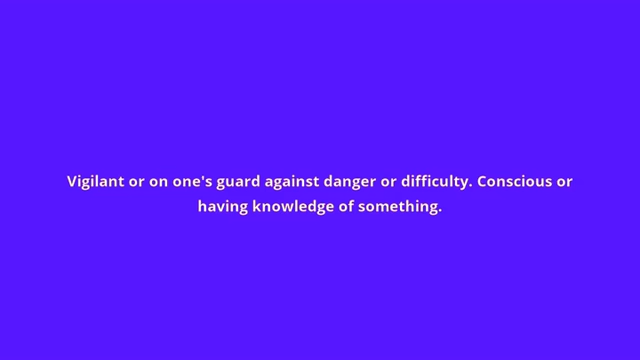 Vigilant or on one's guard against danger or difficulty. Conscious or
having knowledge of something.